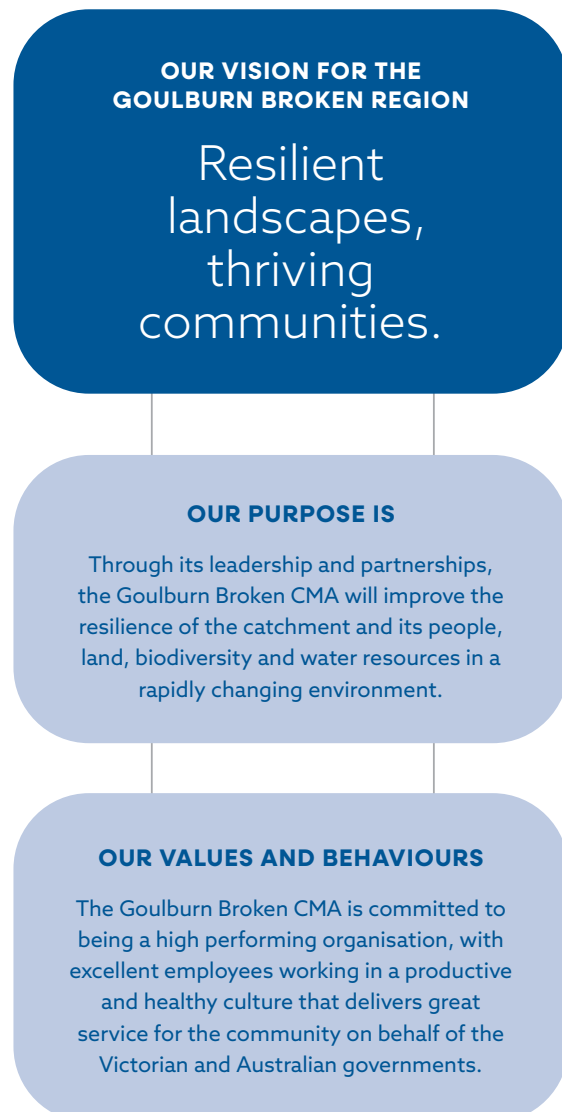 OUR VISION FOR THE
GOULBURN BROKEN REGION
Resilient
landscapes,
thriving
communities.
OUR PURPOSE IS
Through its leadership and partnerships,
the Goulburn Broken CMA will improve the
resilience of the catchment and its people,
land, biodiversity and water resources in a
rapidly changing environment.
OUR VALUES AND BEHAVIOURS
The Goulburn Broken CMA is committed to
being a high performing organisation, with
excellent employees working in a productive
and healthy culture that delivers great
service for the community on behalf of the
Victorian and Australian governments.